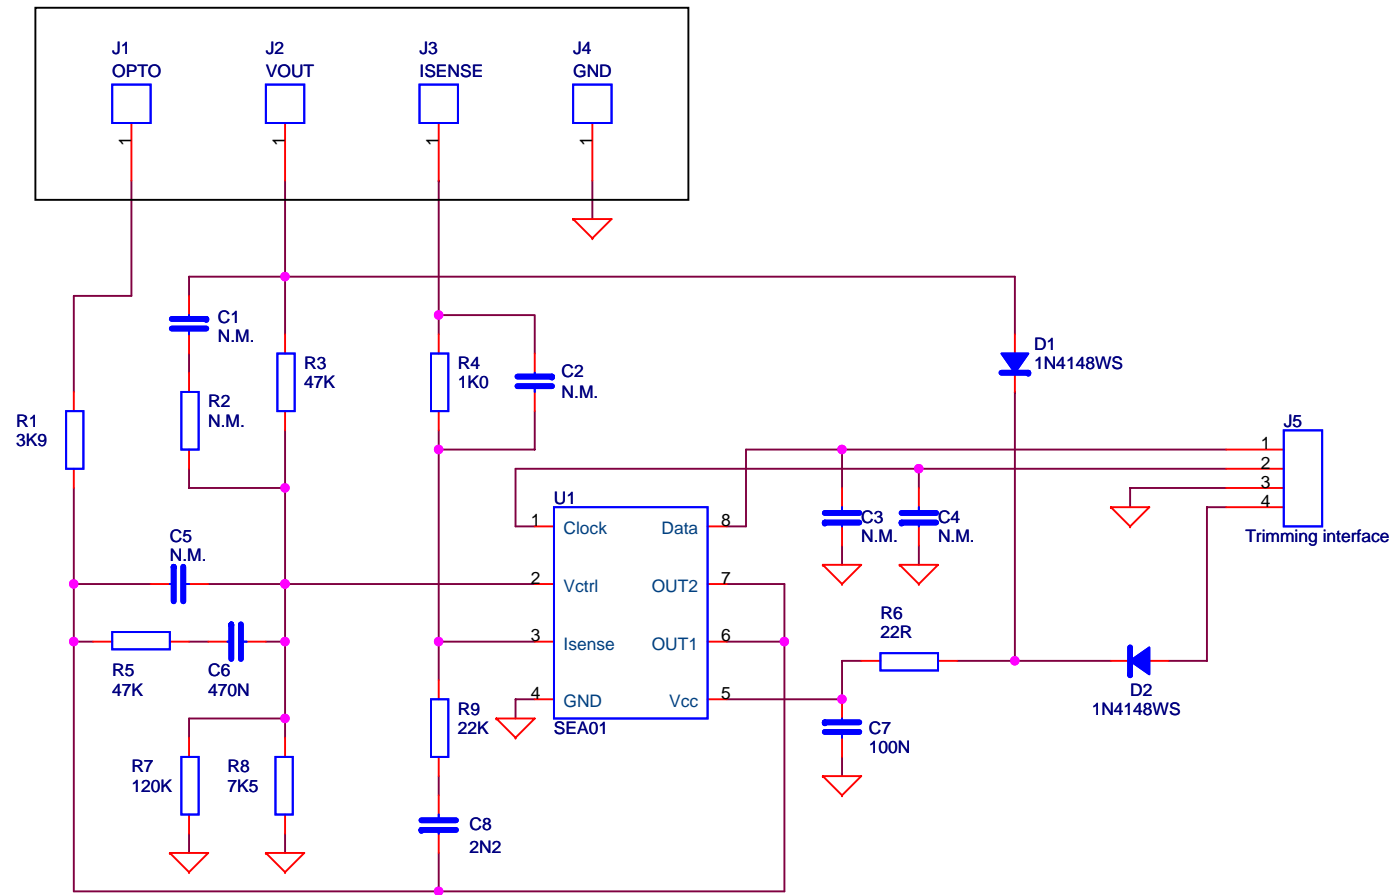 J1
OPTO
J2
VOUT
J3
ISENSE
J4
GND
1
1
1
1
C1
N.M.
R3
47K
R4
1K0
C2
N.M.
D1
1N4148WS
R2
N.M.
R1
3K9
J5
1
2
3
4
Trimming interface
U1
1
Clock
Data
8
C3
N.M.
C4
N.M.
C5
N.M.
2
Vctrl
OUT2
7
3
Isense
OUT1
6
4
GND
Vcc
5
SEA01
R6
22R
R5
47K
C6
470N
D2
1N4148WS
R9
22K
C7
100N
R7
120K
R8
7K5
C8
2N2